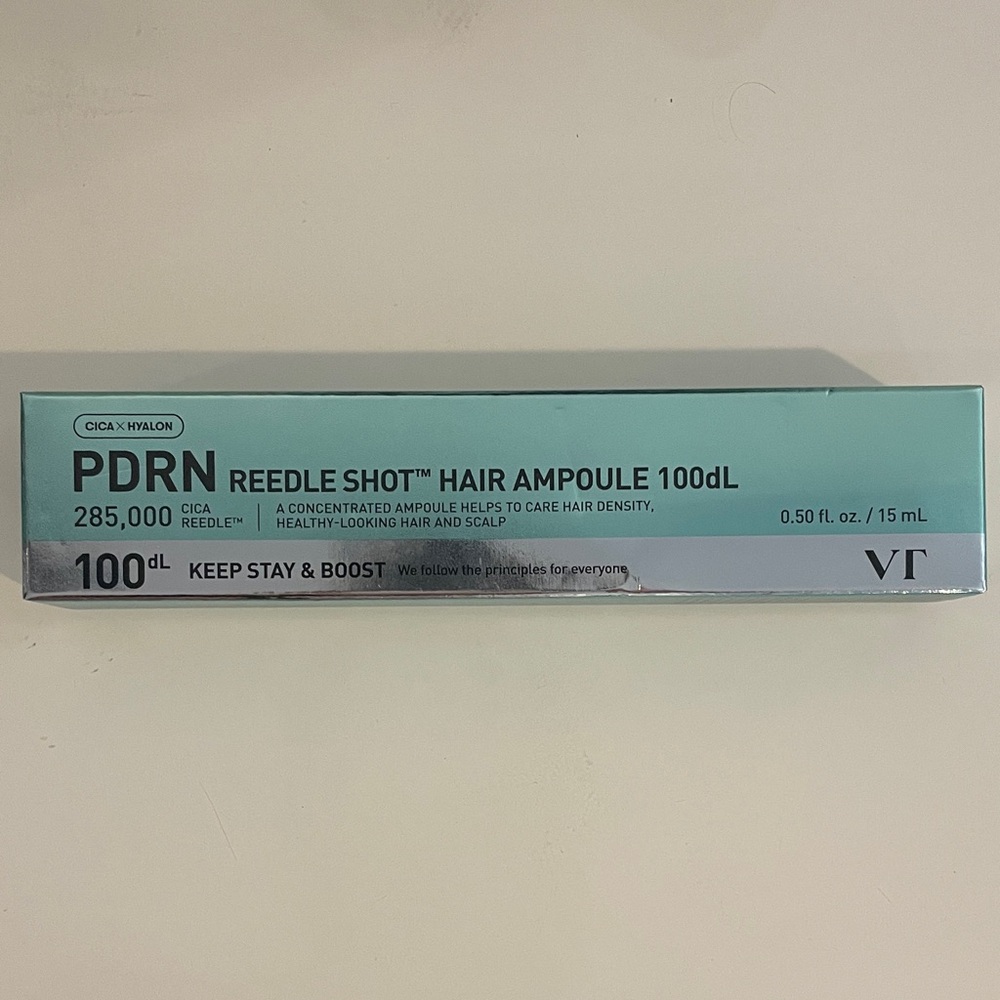 CICA×HYALON
PDRN REEDLE SHOT™ HAIR AMPOULE 100dL
285,000 CICA REEDLE™
A CONCENTRATED AMPOULE HELPS TO CARE HAIR DENSITY,
HEALTHY-LOOKING HAIR AND SCALP
0.50 fl. oz. / 15 mL
100dL KEEP STAY & BOOST We follow the principles for everyone
VT